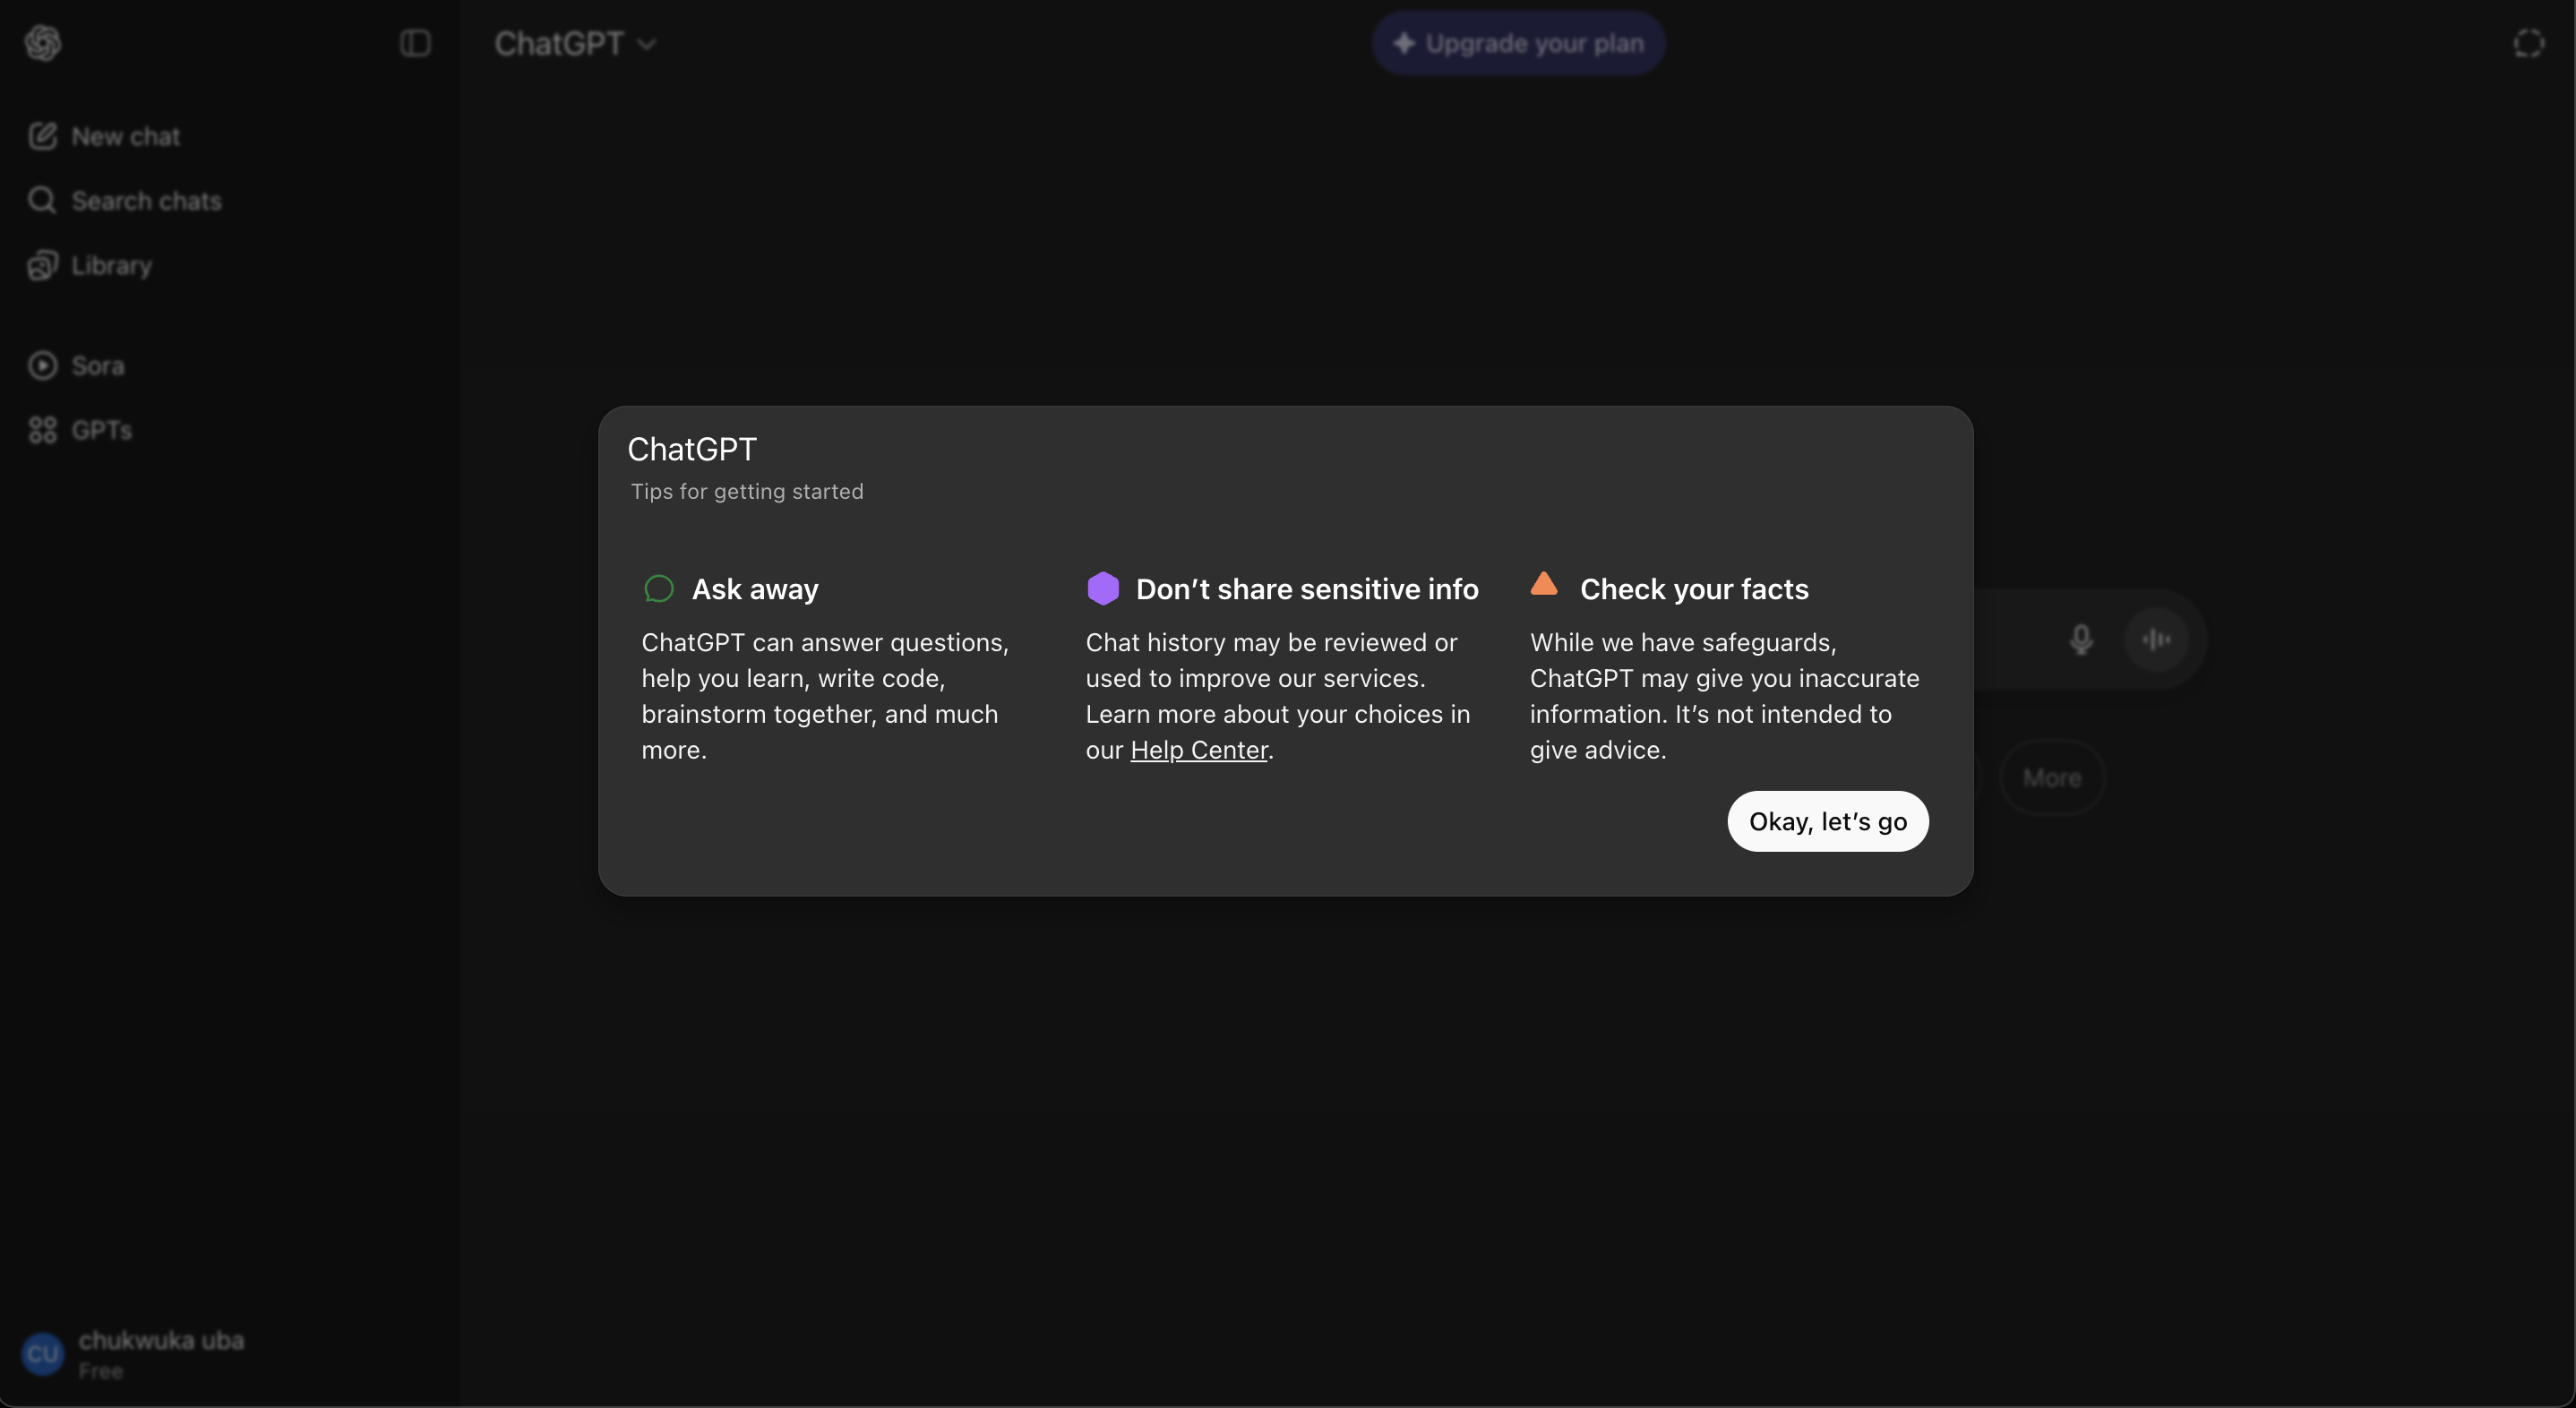 ChatGPT
Upgrade your plan
New chat
Search chats
Library
Sora
GPTs
ChatGPT
Tips for getting started
Ask away
ChatGPT can answer questions,
help you learn, write code,
brainstorm together, and much
more.
Don’t share sensitive info
Chat history may be reviewed or
used to improve our services.
Learn more about your choices in
our Help Center.
Check your facts
While we have safeguards,
ChatGPT may give you inaccurate
information. It’s not intended to
give advice.
Okay, let’s go
More
CU
chukwuka uba
Free